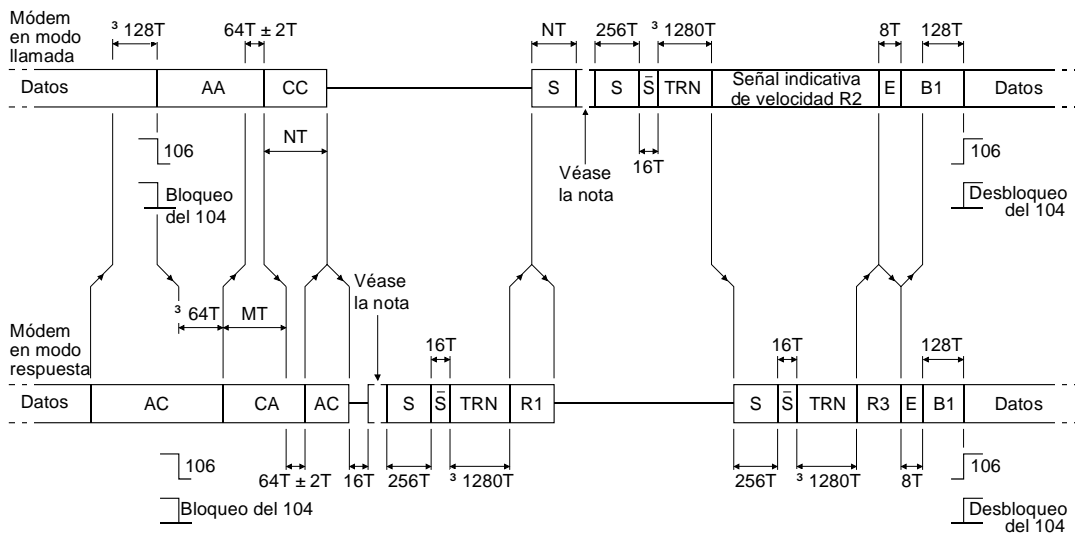 Módem
en modo
llamada
³ 128T
64T ± 2T
NT
256T
³ 1280T
8T
128T
Datos
AA
CC
S
S
S̄
TRN
Señal indicativa
de velocidad R2
E
B1
Datos
NT
16T
106
Véase
la nota
106
Bloqueo
del 104
Desbloqueo
del 104
Véase
la nota
³ 64T
MT
Módem
en modo
respuesta
16T
16T
128T
Datos
AC
CA
AC
S
S̄
TRN
R1
S
S̄
TRN
R3
E
B1
Datos
106
64T ± 2T
16T
256T
³ 1280T
256T
³ 1280T
8T
106
Bloqueo del 104
Desbloqueo
del 104